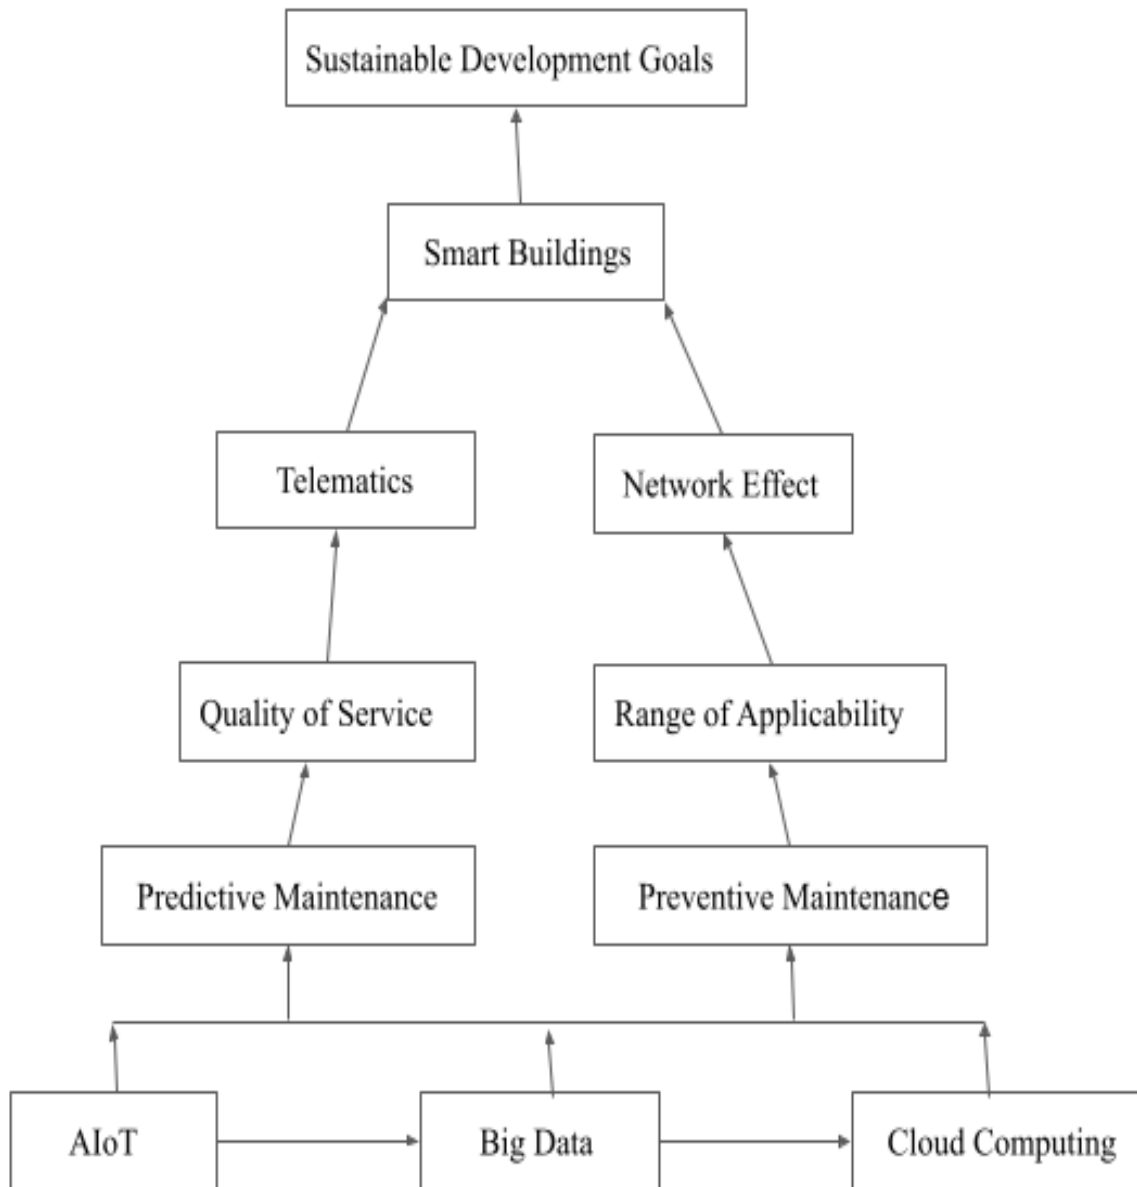 Sustainable Development Goals
Smart Buildings
Telematics
Network Effect
Quality of Service
Range of Applicability
Predictive Maintenance
Preventive Maintenance
AIoT
Big Data
Cloud Computing